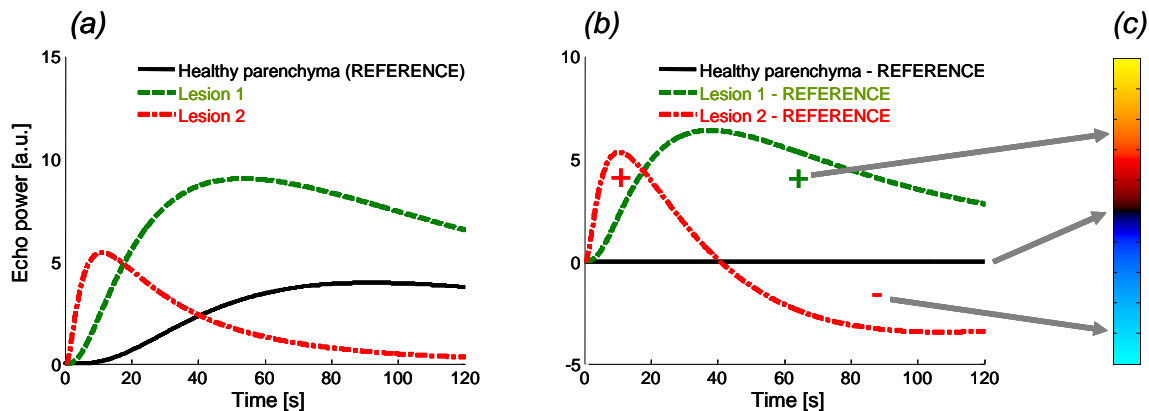 (a)
15
10
5
0
Echo power [a.u.]
Healthy parenchyma (REFERENCE)
Lesion 1
Lesion 2
0 20 40 60 80 100 120
Time [s]
(b)
10
5
0
-5
Healthy parenchyma - REFERENCE
Lesion 1 - REFERENCE
Lesion 2 - REFERENCE
+ +
-
0 20 40 60 80 100 120
Time [s]
(c)